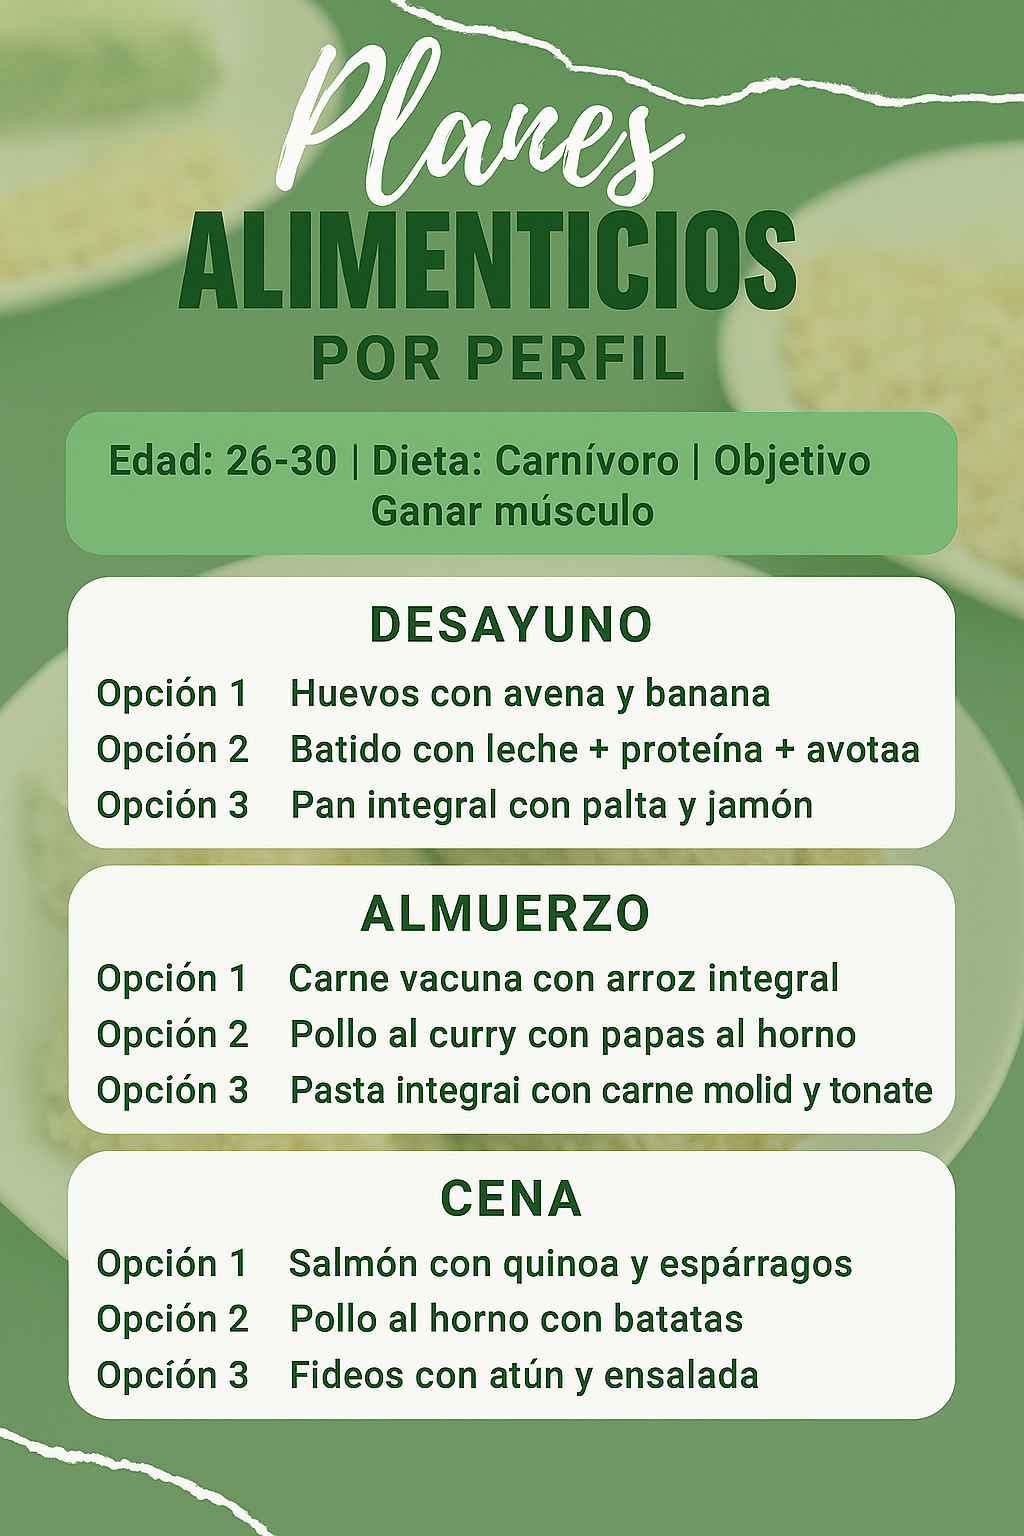 Planes
ALIMENTICIOS
POR PERFIL
Edad: 26-30 | Dieta: Carnívoro | Objetivo
Ganar músculo
DESAYUNO
Opción 1 Huevos con avena y banana
Opción 2 Batido con leche + proteína + avotaa
Opción 3 Pan integral con palta y jamón
ALMUERZO
Opción 1 Carne vacuna con arroz integral
Opción 2 Pollo al curry con papas al horno
Opción 3 Pasta integrai con carne molid y tonate
CENA
Opción 1 Salmón con quinoa y espárragos
Opción 2 Pollo al horno con batatas
Opcíón 3 Fideos con atún y ensalada